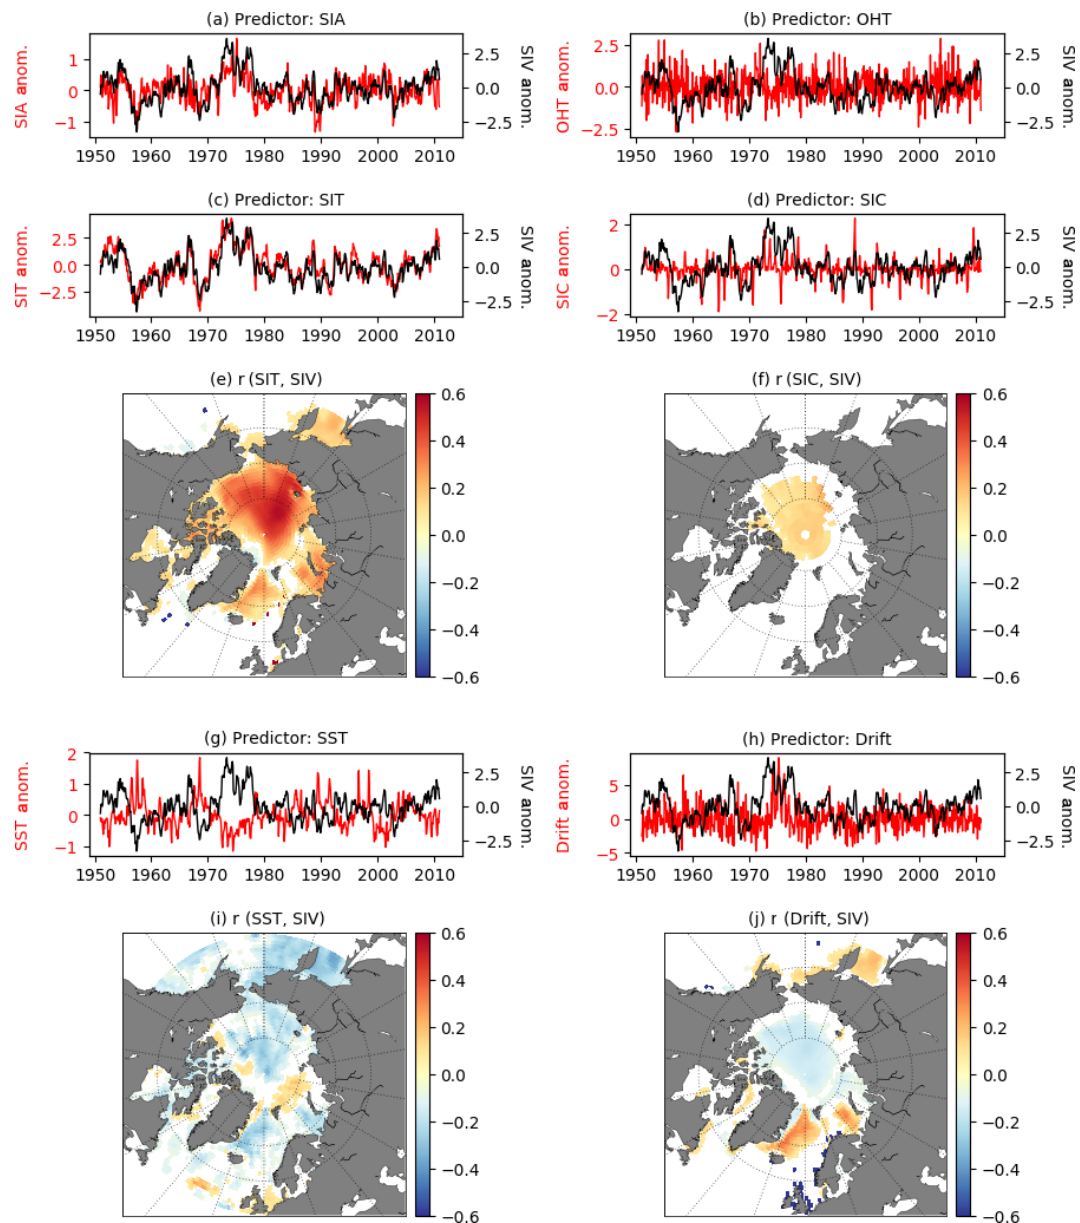 (a) Predictor: SIA
(b) Predictor: OHT
SIA anom.
1
0
−1
2.5
0.0
−2.5
SIV anom.
1950 1960 1970 1980 1990 2000 2010
OHT anom.
2.5
0.0
−2.5
2.5
0.0
−2.5
SIV anom.
1950 1960 1970 1980 1990 2000 2010
(c) Predictor: SIT
(d) Predictor: SIC
SIT anom.
2.5
0.0
−2.5
2.5
0.0
−2.5
SIV anom.
1950 1960 1970 1980 1990 2000 2010
SIC anom.
2
0
−2
2.5
0.0
−2.5
SIV anom.
1950 1960 1970 1980 1990 2000 2010
(e) r (SIT, SIV)
0.6
0.4
0.2
0.0
−0.2
−0.4
−0.6
(f) r (SIC, SIV)
0.6
0.4
0.2
0.0
−0.2
−0.4
−0.6
(g) Predictor: SST
(h) Predictor: Drift
SST anom.
2
1
0
−1
2.5
0.0
−2.5
SIV anom.
1950 1960 1970 1980 1990 2000 2010
Drift anom.
5
0
−5
2.5
0.0
−2.5
SIV anom.
1950 1960 1970 1980 1990 2000 2010
(i) r (SST, SIV)
0.6
0.4
0.2
0.0
−0.2
−0.4
−0.6
(j) r (Drift, SIV)
0.6
0.4
0.2
0.0
−0.2
−0.4
−0.6